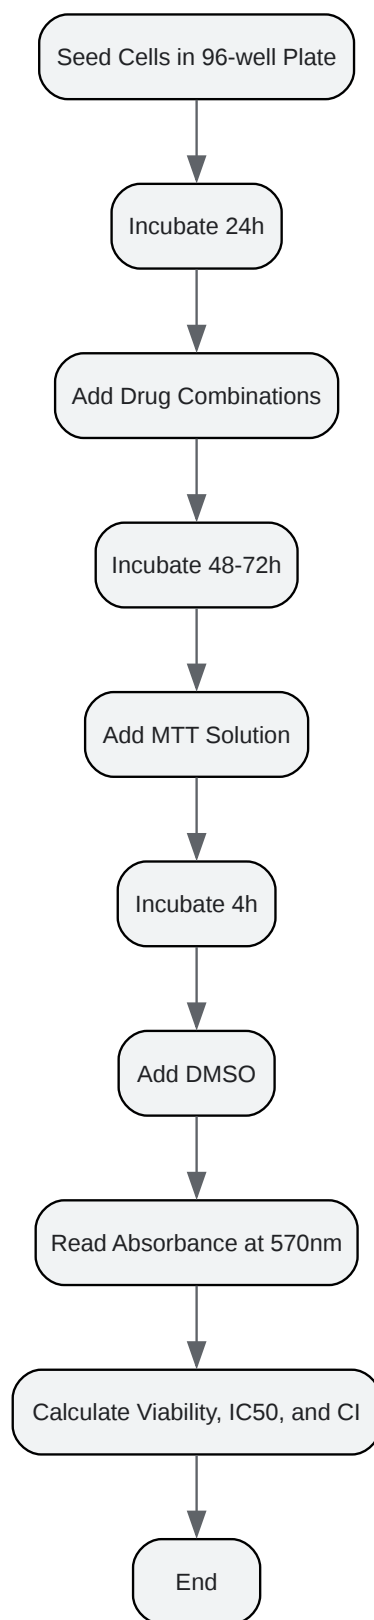 Seed Cells in 96-well Plate
Incubate 24h
Add Drug Combinations
Incubate 48-72h
Add MTT Solution
Incubate 4h
Add DMSO
Read Absorbance at 570nm
Calculate Viability, IC50, and CI
End